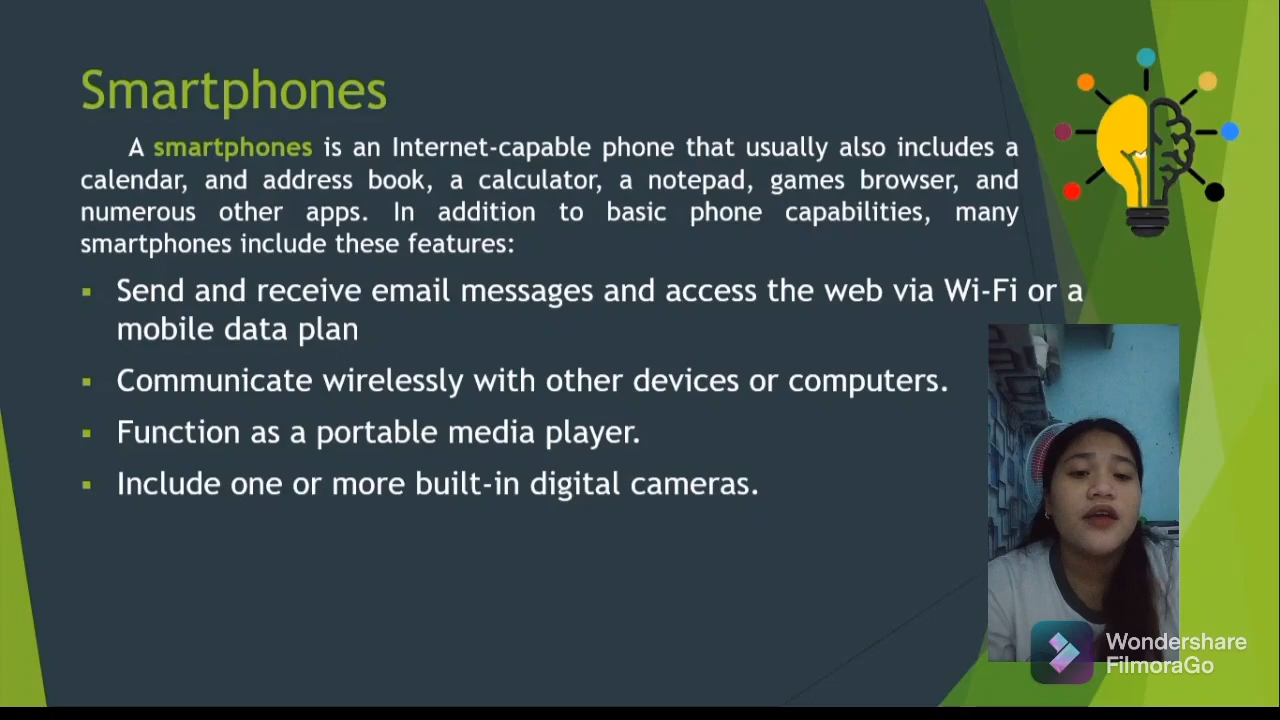 Smartphones
A smartphones is an Internet-capable phone that usually also includes a
calendar, and address book, a calculator, a notepad, games browser, and
numerous other apps. In addition to basic phone capabilities, many
smartphones include these features:
▪ Send and receive email messages and access the web via Wi-Fi or a
mobile data plan
▪ Communicate wirelessly with other devices or computers.
▪ Function as a portable media player.
▪ Include one or more built-in digital cameras.
Wondershare
FilmoraGo